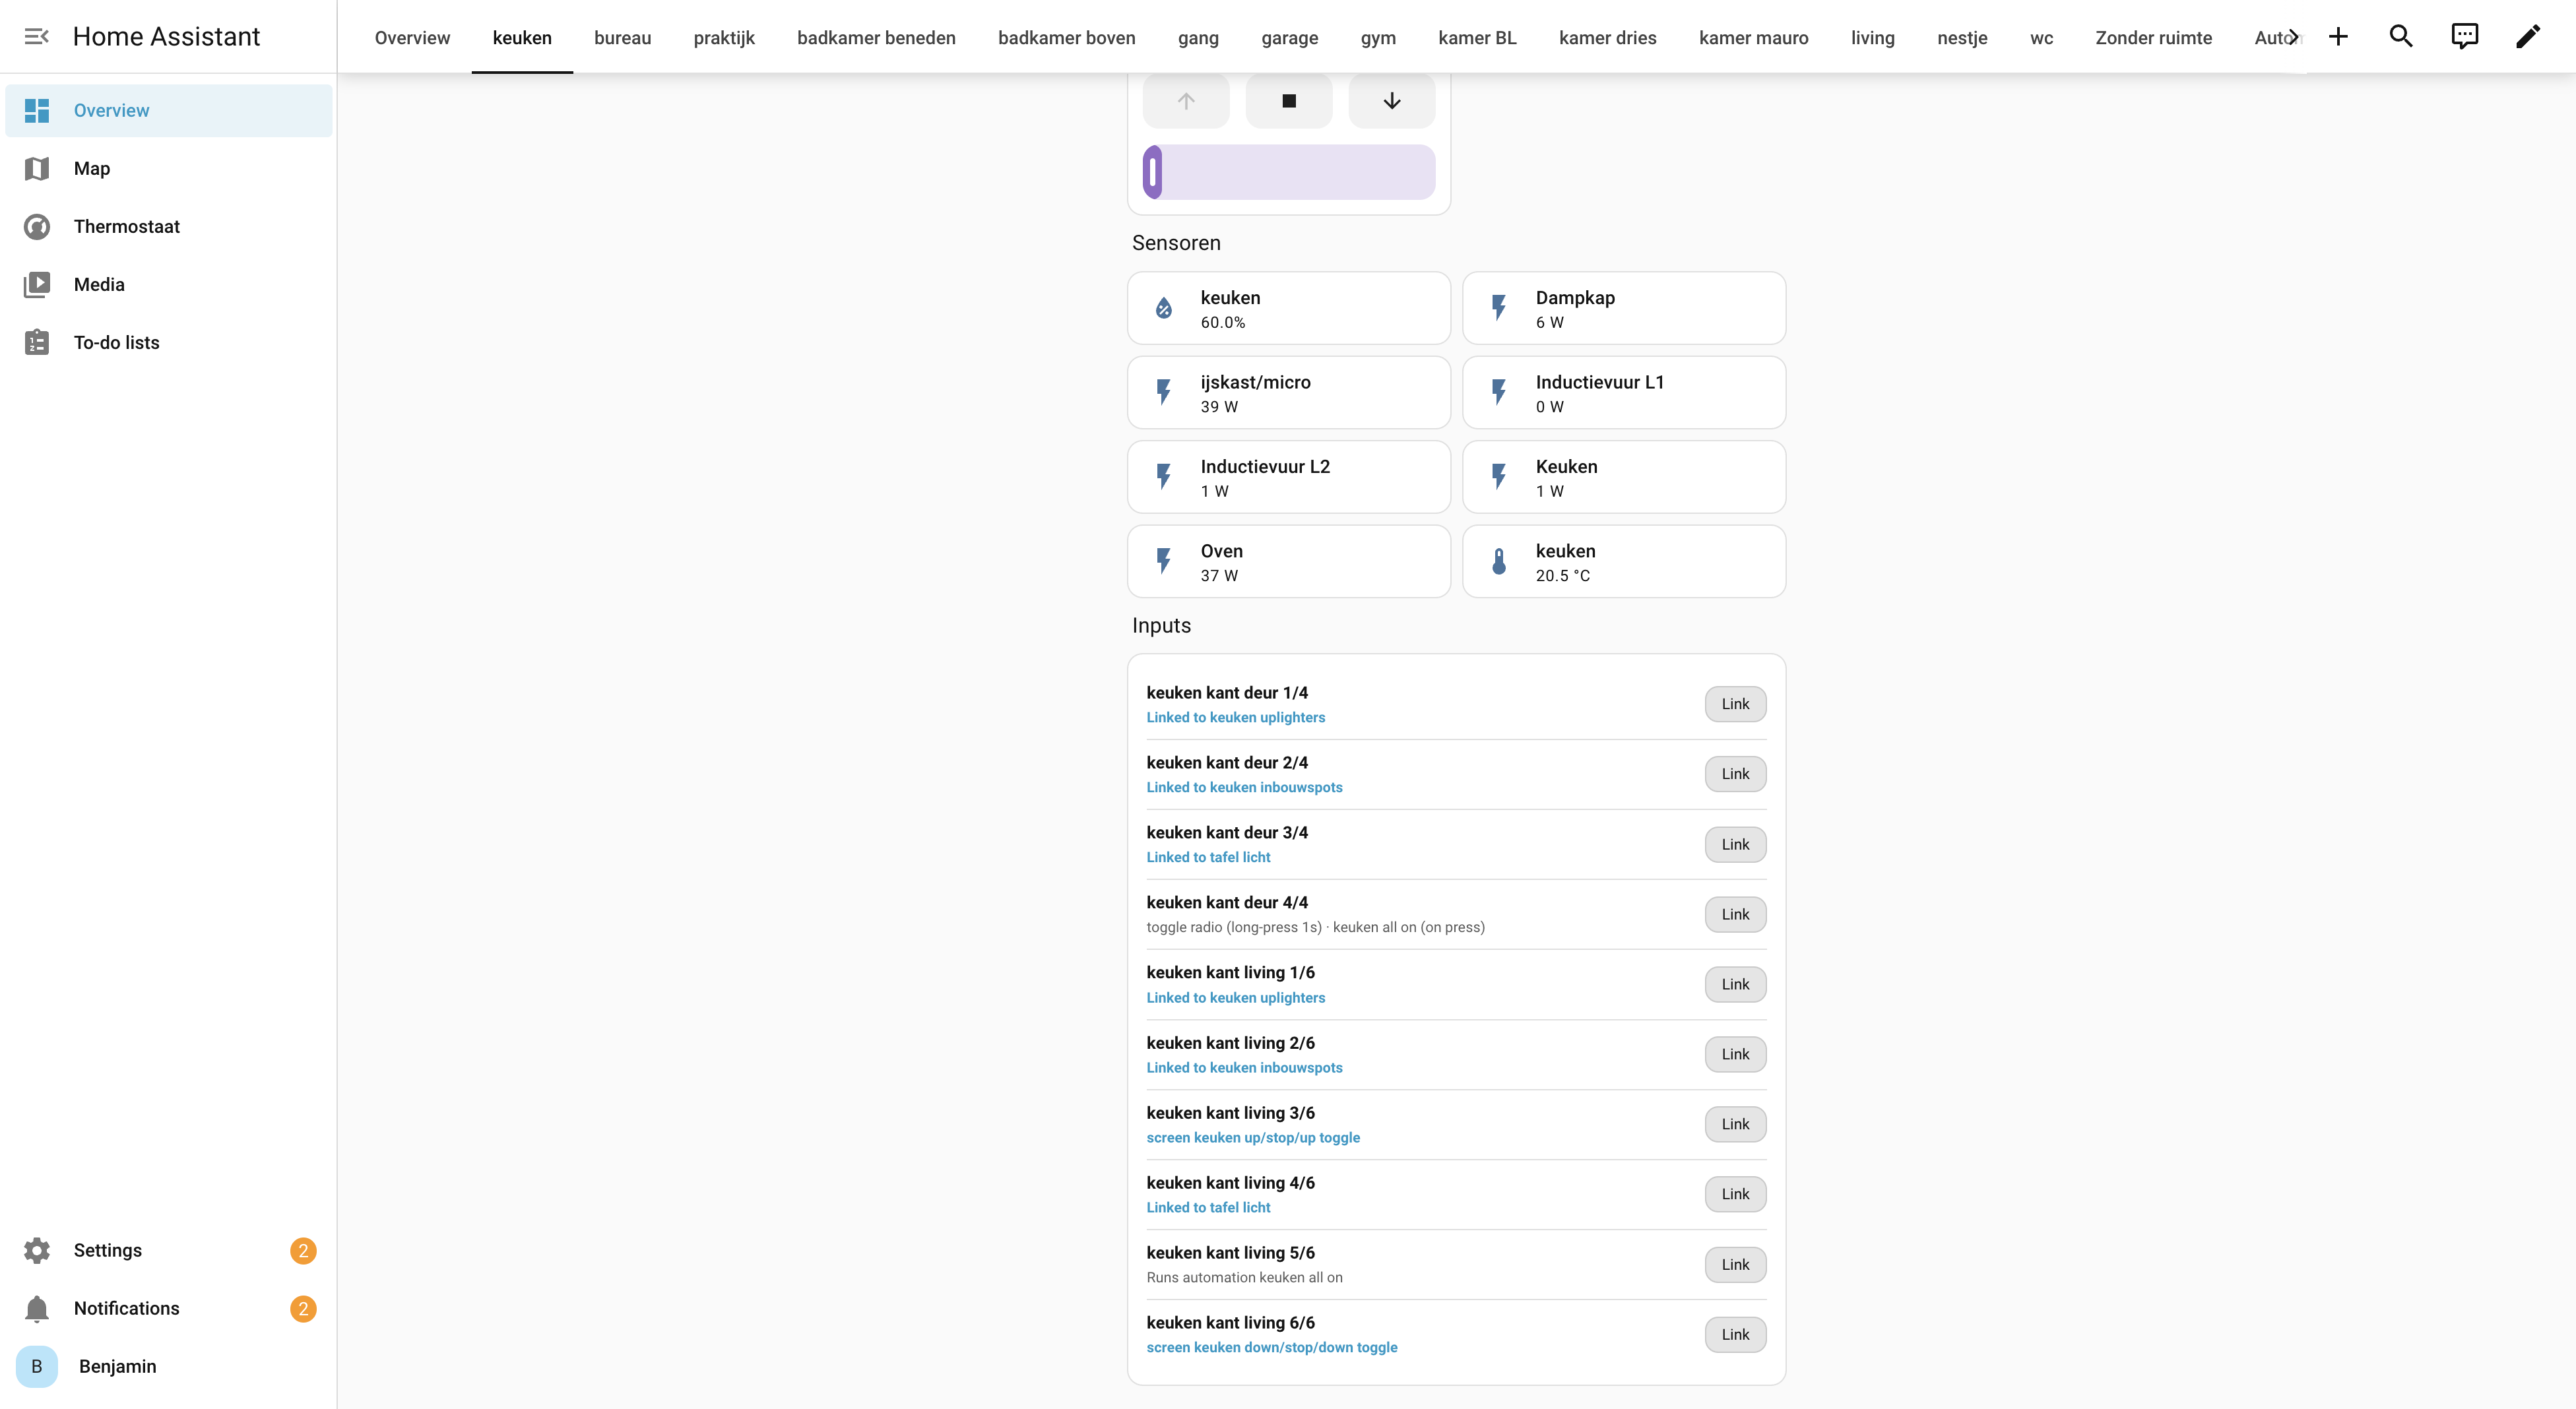 Home Assistant
Overview
Map
Thermostaat
Media
To-do lists
Settings 2
Notifications 2
B Benjamin
Overview keuken bureau praktijk badkamer beneden badkamer boven gang garage gym kamer BL kamer dries kamer mauro living nestje wc Zonder ruimte
Sensoren
keuken
60.0%
Dampkap
6 W
ijskast/micro
39 W
Inductievuur L1
0 W
Inductievuur L2
1 W
Keuken
1 W
Oven
37 W
keuken
20.5 °C
Inputs
keuken kant deur 1/4
Linked to keuken uplighters
Link
keuken kant deur 2/4
Linked to keuken inbouwspots
Link
keuken kant deur 3/4
Linked to tafel licht
Link
keuken kant deur 4/4
toggle radio (long-press 1s) · keuken all on (on press)
Link
keuken kant living 1/6
Linked to keuken uplighters
Link
keuken kant living 2/6
Linked to keuken inbouwspots
Link
keuken kant living 3/6
screen keuken up/stop/up toggle
Link
keuken kant living 4/6
Linked to tafel licht
Link
keuken kant living 5/6
Runs automation keuken all on
Link
keuken kant living 6/6
screen keuken down/stop/down toggle
Link